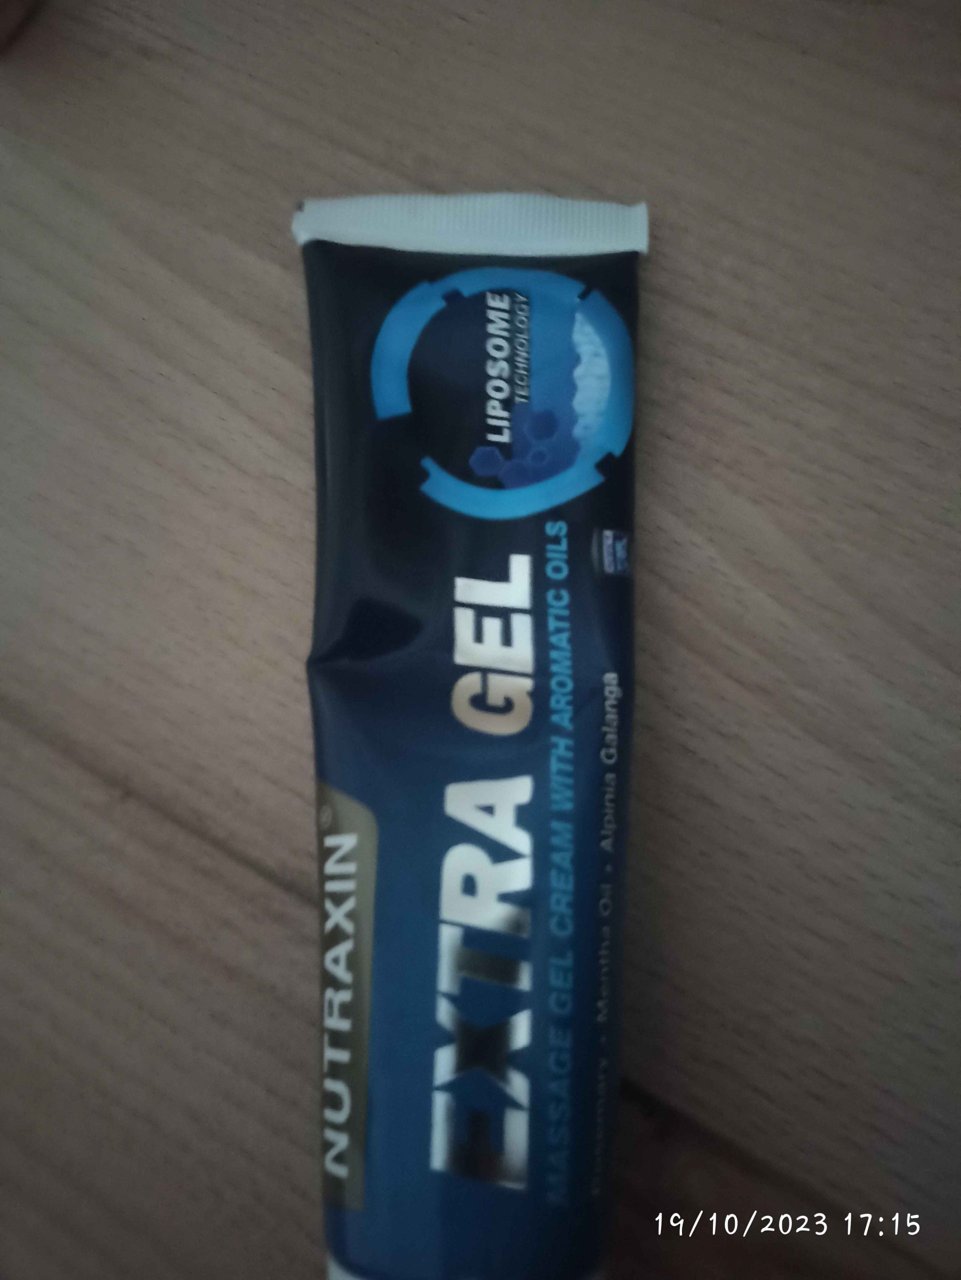 NUTRAXIN®
EXTRA GEL
MASSAGE GEL CREAM WITH AROMATIC OILS
Rosemary • Mentha Oil • Alpinia Galanga
LIPOSOME
TECHNOLOGY
19/10/2023 17:15